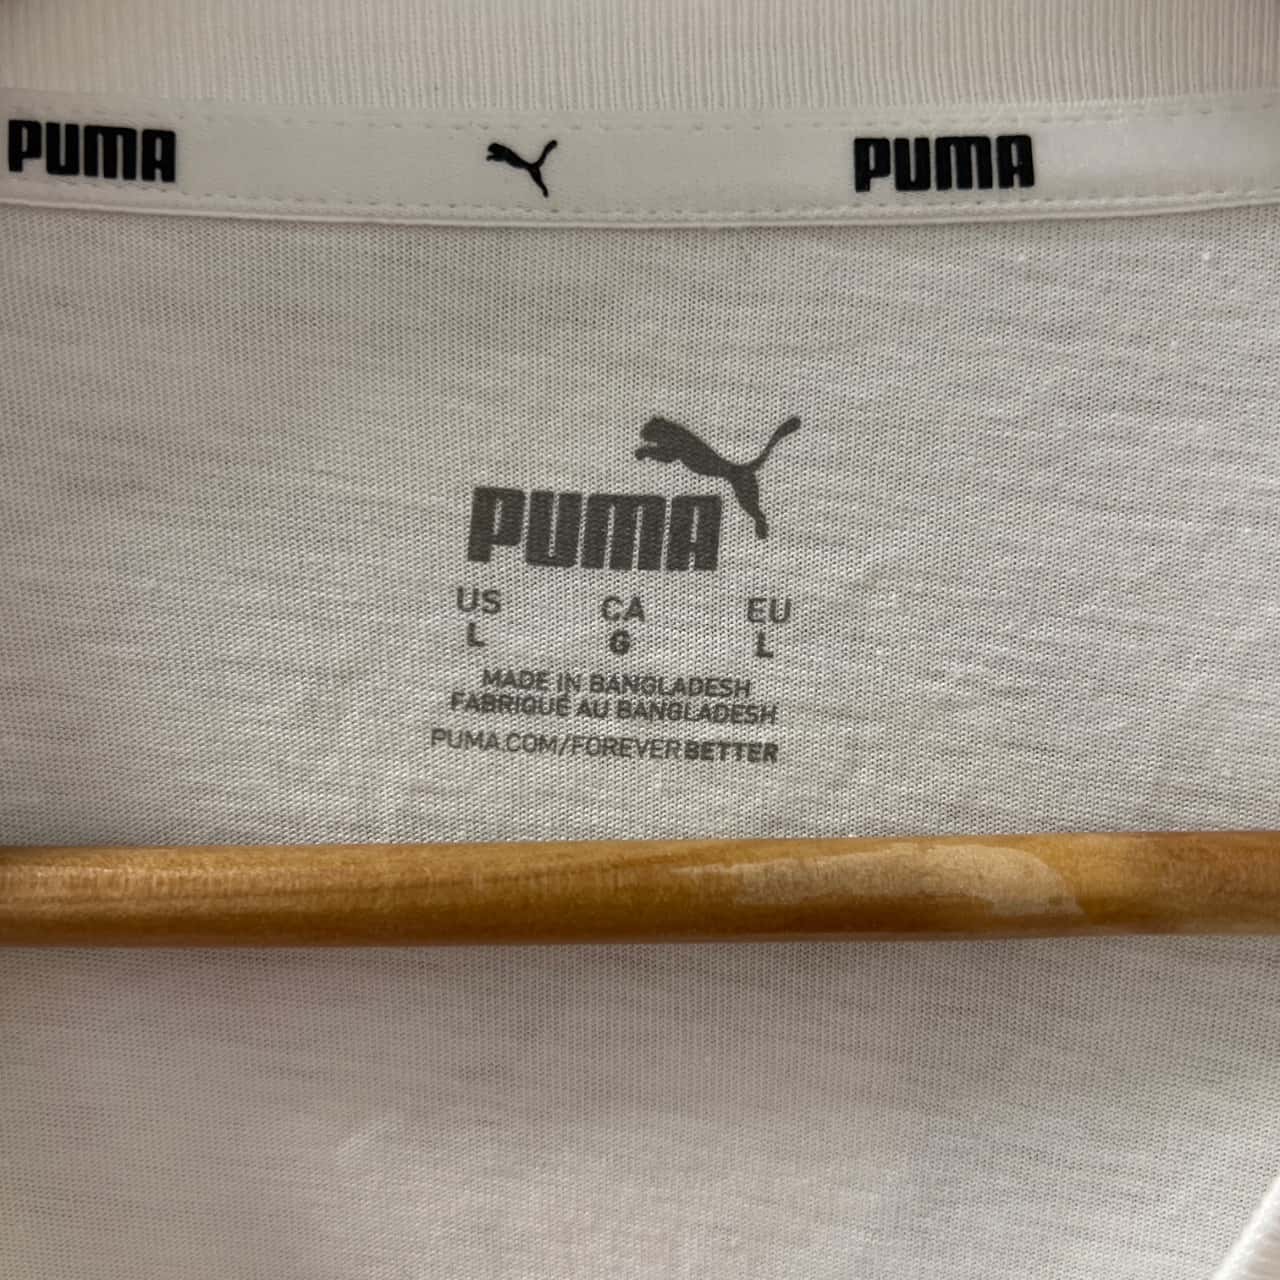 PUMA PUMA
PUMA
US CA EU
L G L
MADE IN BANGLADESH
FABRIQUÉ AU BANGLADESH
PUMA.COM/FOREVERBETTER